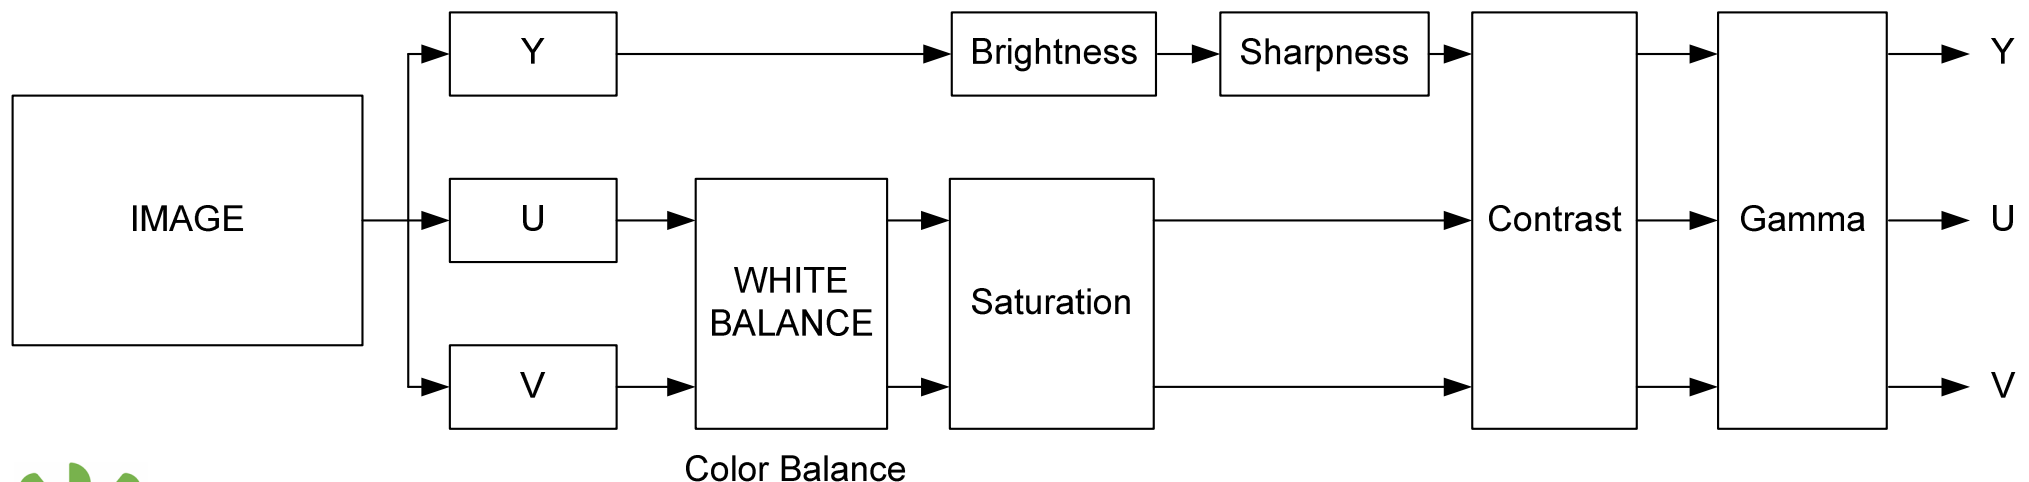 Y
Brightness
Sharpness
Y
IMAGE
U
Contrast
Gamma
U
WHITE
BALANCE
Saturation
V
V
Color Balance